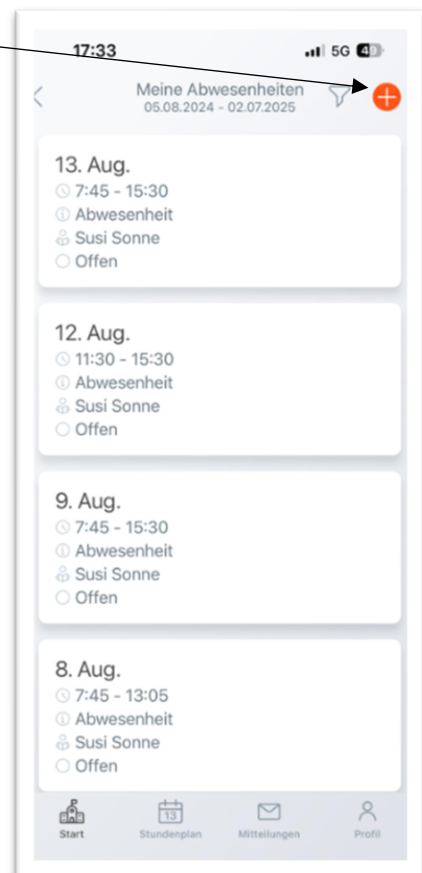 17:33 5G 40
Meine Abwesenheiten
05.08.2024 - 02.07.2025
13. Aug.
7:45 - 15:30
Abwesenheit
Susi Sonne
Offen
12. Aug.
11:30 - 15:30
Abwesenheit
Susi Sonne
Offen
9. Aug.
7:45 - 15:30
Abwesenheit
Susi Sonne
Offen
8. Aug.
7:45 - 13:05
Abwesenheit
Susi Sonne
Offen
13
Start Stundenplan Mitteilungen Profil